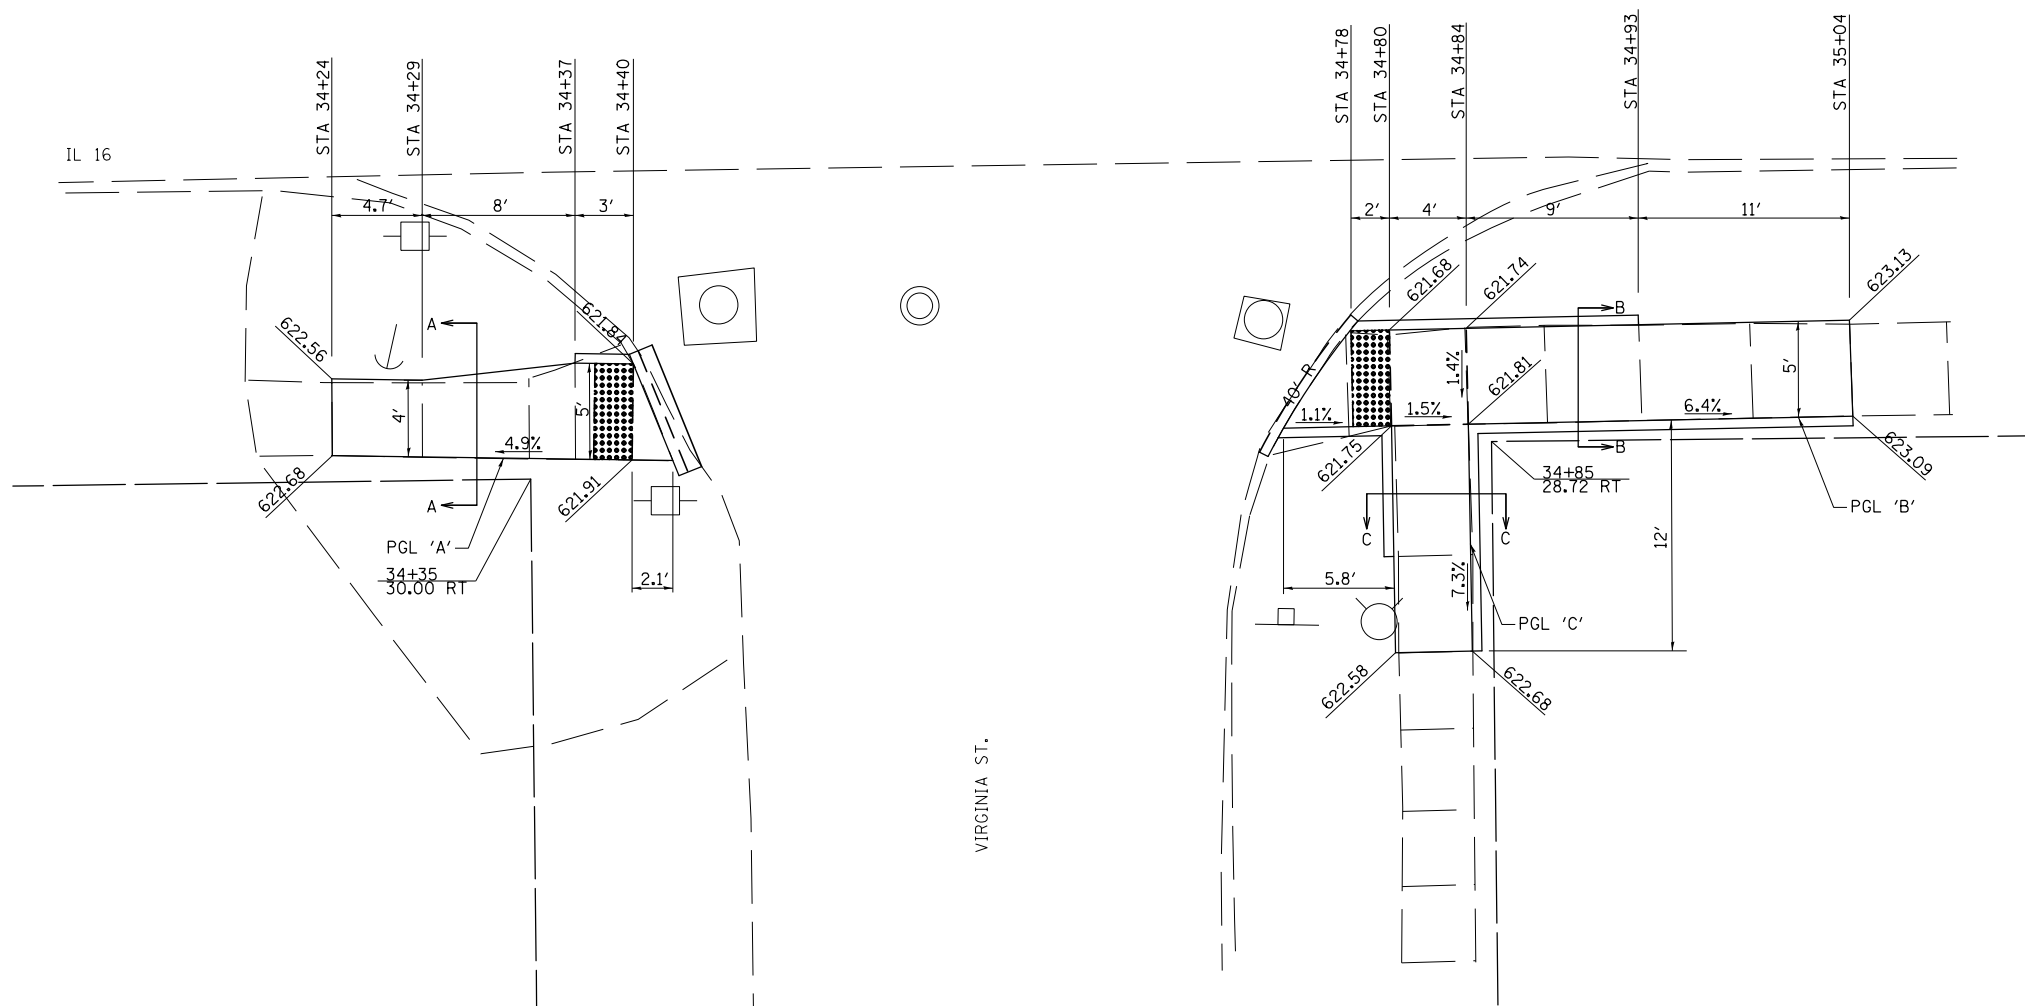 IL 16
STA 34+24
STA 34+29
STA 34+37
STA 34+40
4.7'
8'
3'
622.56
A
621.84
4'
5'
4.9%
622.68
A
621.91
PGL 'A'
34+35
30.00 RT
2.1'
VIRGINIA ST.
STA 34+78
STA 34+80
STA 34+84
STA 34+93
STA 35+04
2'
4'
9'
11'
621.68
621.74
623.13
B
40' R
1.4%
621.81
5'
1.1%
1.5%
6.4%
B
621.75
623.09
34+85
28.72 RT
PGL 'B'
C
C
12'
5.8'
7.3%
PGL 'C'
622.58
622.68